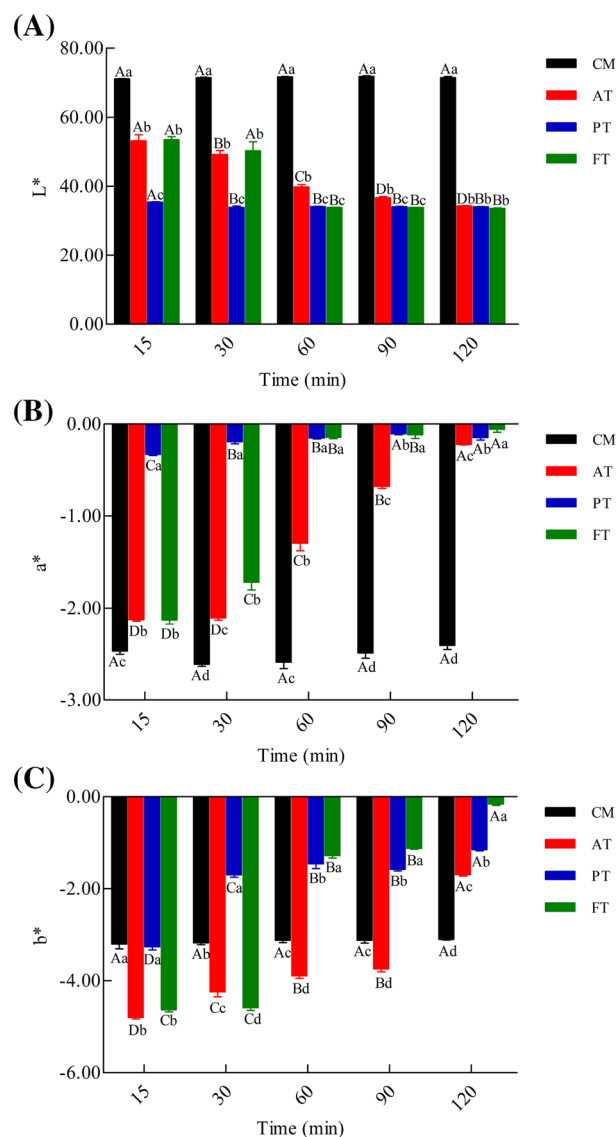 (A)
80.00
60.00
40.00
20.00
0.00
L*
Aa Aa Aa Aa Aa
Ab Ab Bb Ab
Ac Bc Cb Bc Bc Db Bc Bc Db Bb Bb
15 30 60 90 120
Time (min)
CM
AT
PT
FT
(B)
0.00
-1.00
-2.00
-3.00
a*
Ca Ba Ba Ba Ab Ac Ab Aa
Db Db Dc Cb Cb Bc
Ac Ad Ac Ad Ad
15 30 60 90 120
Time (min)
CM
AT
PT
FT
(C)
0.00
-2.00
-4.00
-6.00
b*
Ca Bb Ba Bb Ba Ac Ab Aa
Aa Da Ab Ac Ac Ad
Db Cb Cc Cd Bd Bd
15 30 60 90 120
Time (min)
CM
AT
PT
FT